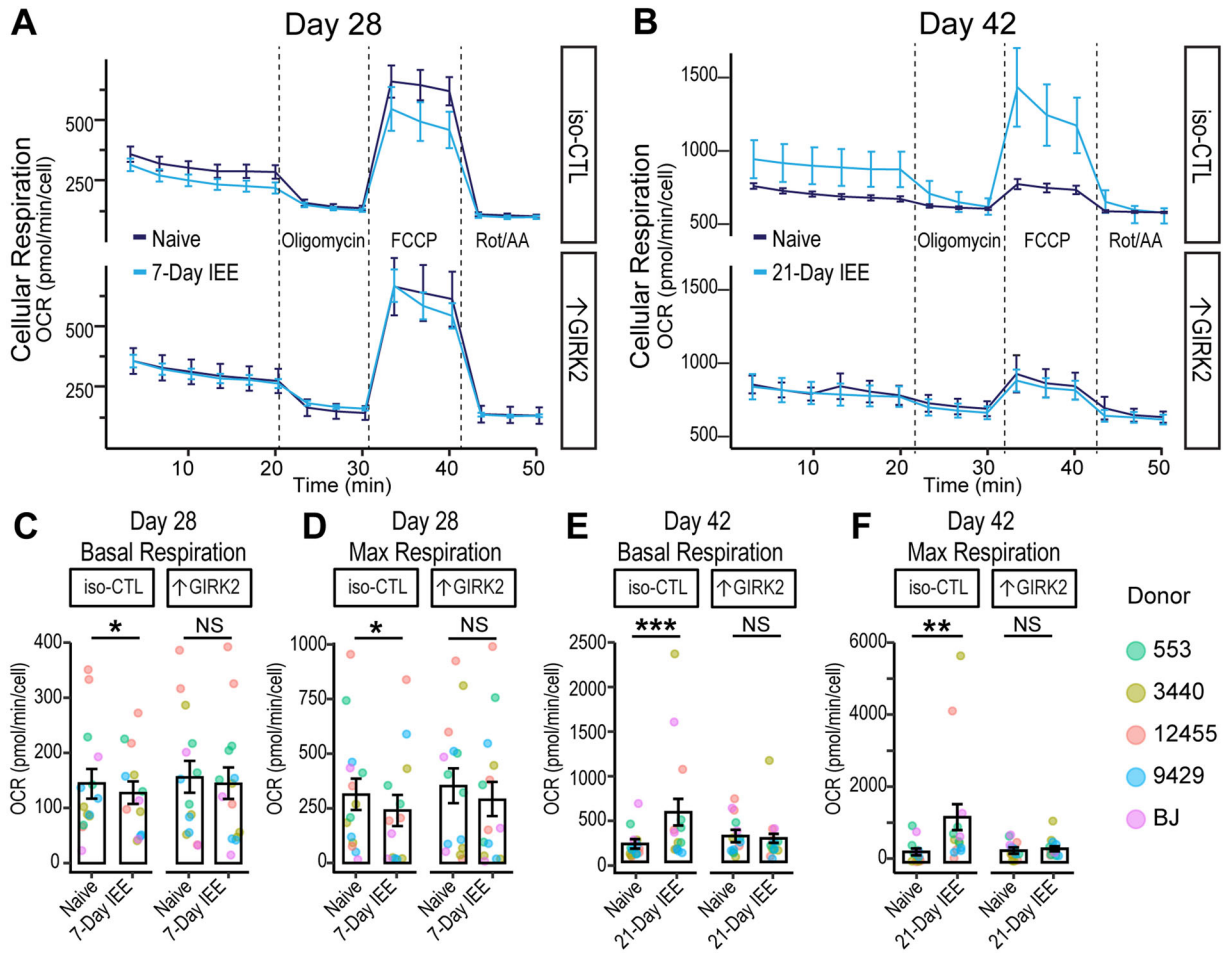 A
Day 28
Cellular Respiration
OCR (pmol/min/cell)
500
250
500
250
Naive
7-Day IEE
Oligomycin
FCCP
Rot/AA
iso-CTL
↑GIRK2
10
20
30
40
50
Time (min)
B
Day 42
Cellular Respiration
OCR (pmol/min/cell)
1500
1000
500
1500
1000
500
Naive
21-Day IEE
Oligomycin
FCCP
Rot/AA
iso-CTL
↑GIRK2
10
20
30
40
50
Time (min)
C
Day 28
Basal Respiration
iso-CTL
↑GIRK2
*
NS
OCR (pmol/min/cell)
400
300
200
100
0
Naive
7-Day IEE
Naive
7-Day IEE
D
Day 28
Max Respiration
iso-CTL
↑GIRK2
*
NS
OCR (pmol/min/cell)
1000
750
500
250
0
Naive
7-Day IEE
Naive
7-Day IEE
E
Day 42
Basal Respiration
iso-CTL
↑GIRK2
***
NS
OCR (pmol/min/cell)
2500
2000
1500
1000
500
0
Naive
21-Day IEE
Naive
21-Day IEE
F
Day 42
Max Respiration
iso-CTL
↑GIRK2
**
NS
OCR (pmol/min/cell)
6000
4000
2000
0
Naive
21-Day IEE
Naive
21-Day IEE
Donor
553
3440
12455
9429
BJ